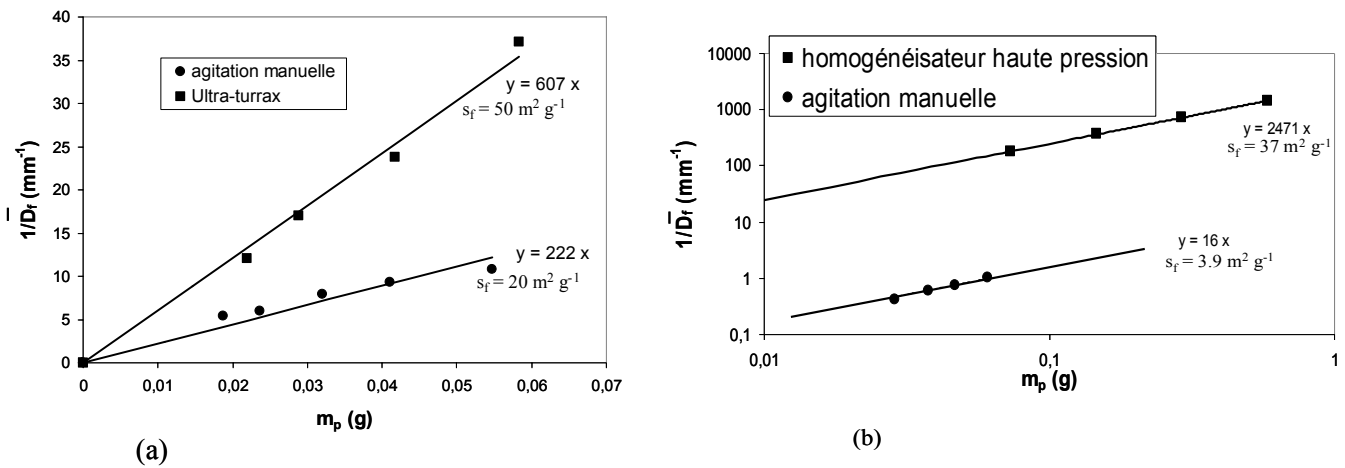 40
35
30
25
20
15
10
5
0
1/D̅f (mm-1)
agitation manuelle
Ultra-turrax
y = 607 x
sf = 50 m² g-1
y = 222 x
sf = 20 m² g-1
0 0,01 0,02 0,03 0,04 0,05 0,06 0,07
mp (g)
(a)
10000
1000
100
10
1
0,1
1/D̅f (mm-1)
homogénéisateur haute pression
agitation manuelle
y = 2471 x
sf = 37 m² g-1
y = 16 x
sf = 3.9 m² g-1
0,01 0,1 1
mp (g)
(b)